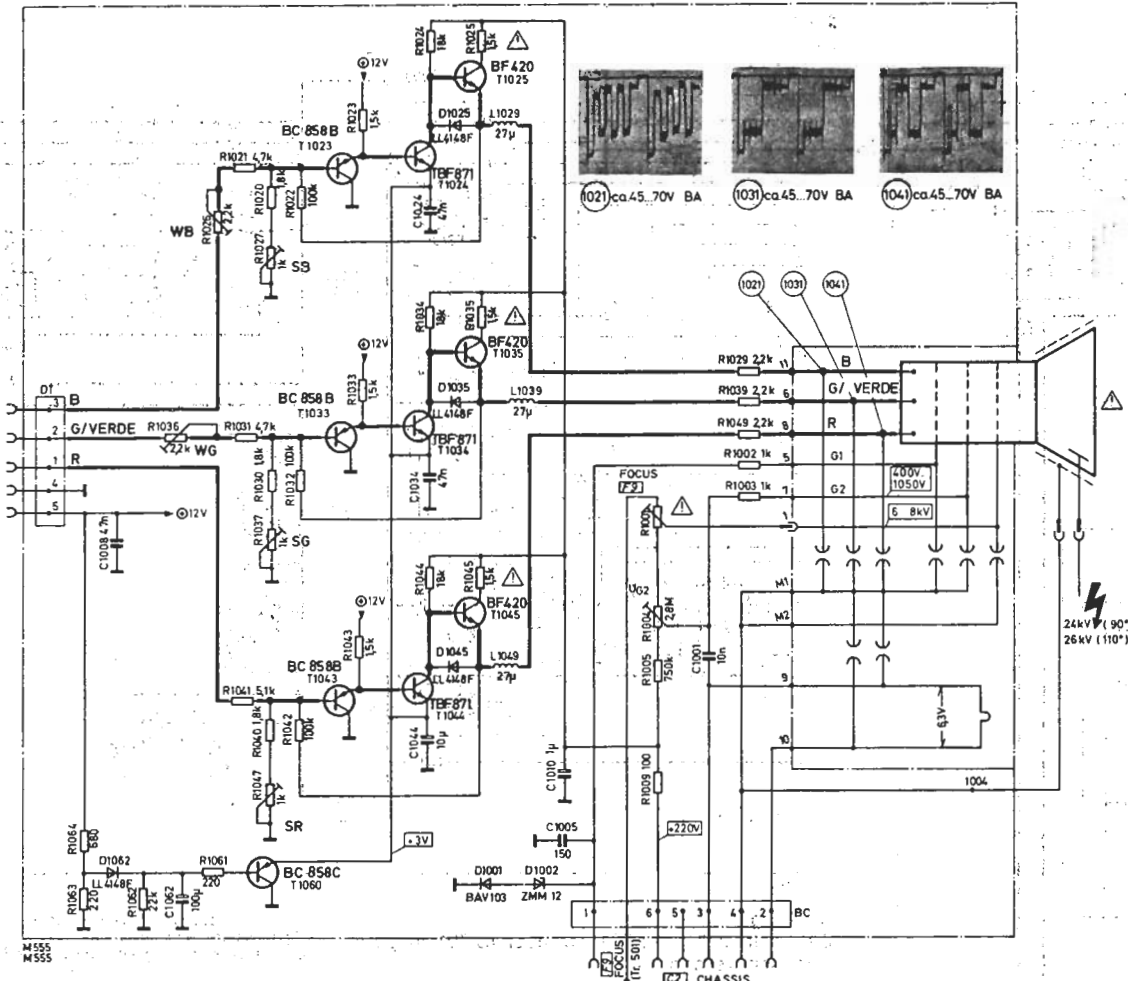 R1024
18k
R1025
1,5k
BF 420
T1025
⊕12V
R1023
1,5k
D1025
LL4148F
L1029
27µ
BC 858B
T1023
R1021 4,7k
R1020
1,8k
R1022
100k
TBF871
T1024
C1024
47n
WB
R1026
2,2k
R1027
1k
SB
1021 ca.45...70V BA
1031 ca.45...70V BA
1041 ca.45...70V BA
R1034
18k
R1035
1,5k
BF420
T1035
⊕12V
R1033
1,5k
D1035
LL4148F
L1039
27µ
BC 858B
T1033
TBF871
T1034
C1034
47n
D1
3
B
2
G/VERDE
R1036
2,2k
WG
R1031 4,7k
1
R
4
5
R1030
1,8k
R1032
100k
R1037
1k
SG
⊕12V
C1008 47n
1021
1031
1041
R1029 2,2k
11
B
R1039 2,2k
6
G/VERDE
R1049 2,2k
8
R
R1002 1k
5
G1
R1003 1k
7
G2
400V.
1050V
6 8kV
FOCUS
F9
UG2
R1004
2,8M
R1005
750k
C1001
10n
M1
M2
9
10
6,3V
1004
24kV (90°)
26kV (110°)
R1044
18k
R1045
1,5k
BF420
T1045
⊕12V
R1043
1,5k
D1045
LL4148F
L1049
27µ
BC 858B
T1043
R1041 5,1k
R1040
1,8k
R1042
100k
TBF871
T1044
C1044
10µ
R1047
1k
SR
C1010 1µ
R1009 100
+220V
+3V
C1005
150
D1001
BAV103
D1002
ZMM 12
R1064
680
D1062
LL4148F
R1061
220
BC 858C
T1060
R1063
220
R1062
22k
C1062
100µ
1
6
5
3
4
2
BC
M555
M555
F9
FOCUS
(Tr. 5011
C2
CHASSIS